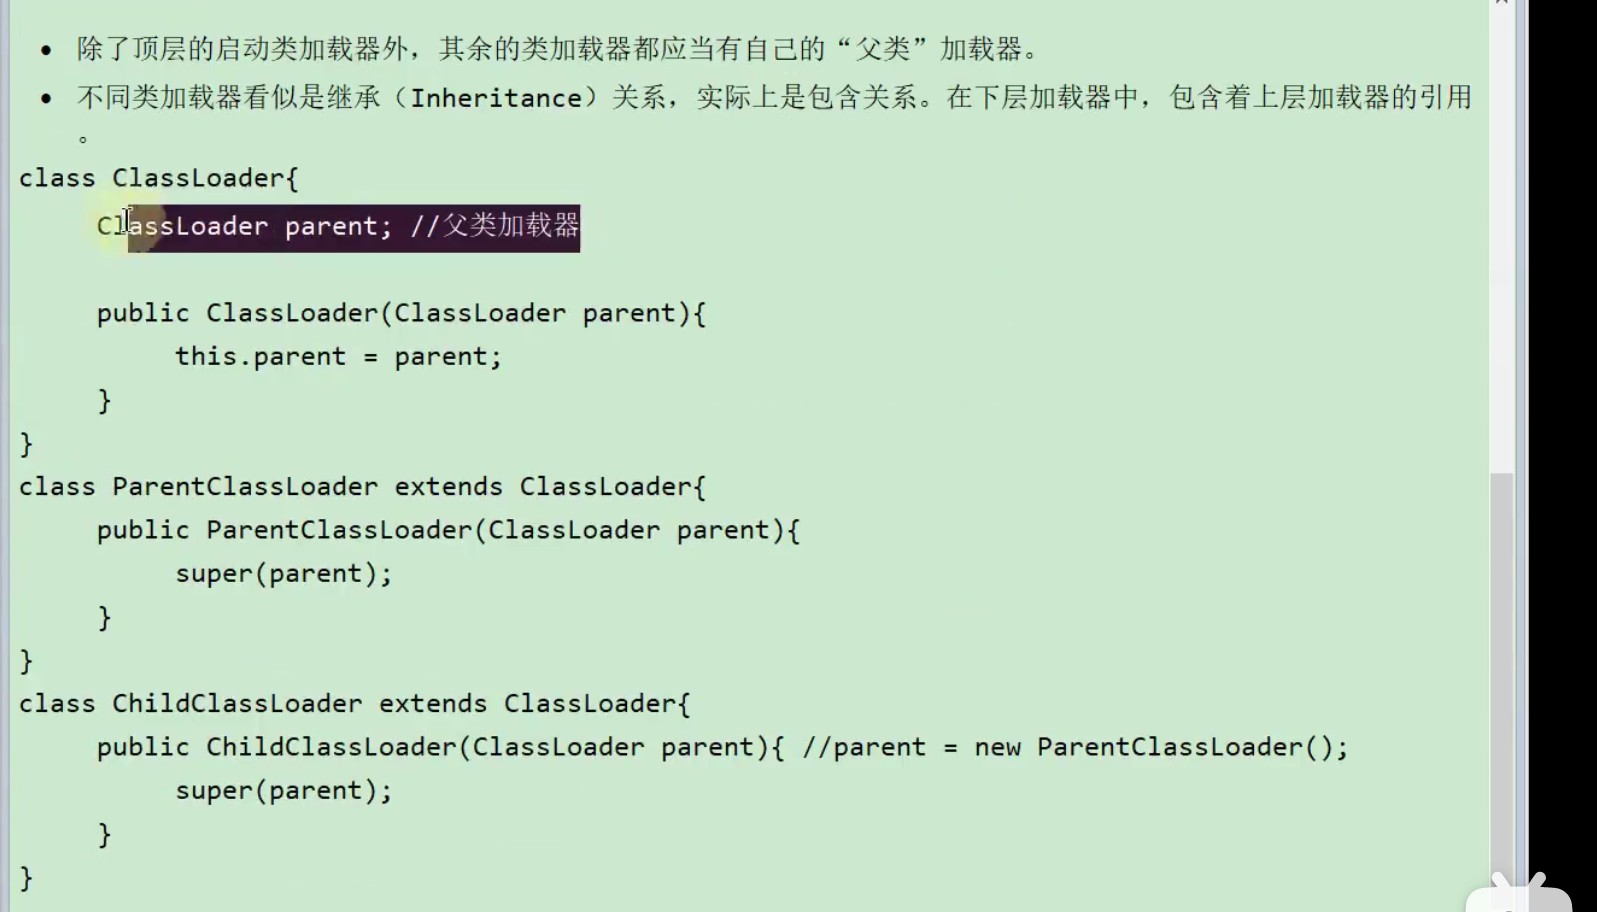 • 除了顶层的启动类加载器外，其余的类加载器都应当有自己的“父类”加载器。
• 不同类加载器看似是继承（Inheritance）关系，实际上是包含关系。在下层加载器中，包含着上层加载器的引用
。
class ClassLoader{
ClassLoader parent; //父类加载器
public ClassLoader(ClassLoader parent){
this.parent = parent;
}
}
class ParentClassLoader extends ClassLoader{
public ParentClassLoader(ClassLoader parent){
super(parent);
}
}
class ChildClassLoader extends ClassLoader{
public ChildClassLoader(ClassLoader parent){ //parent = new ParentClassLoader();
super(parent);
}
}